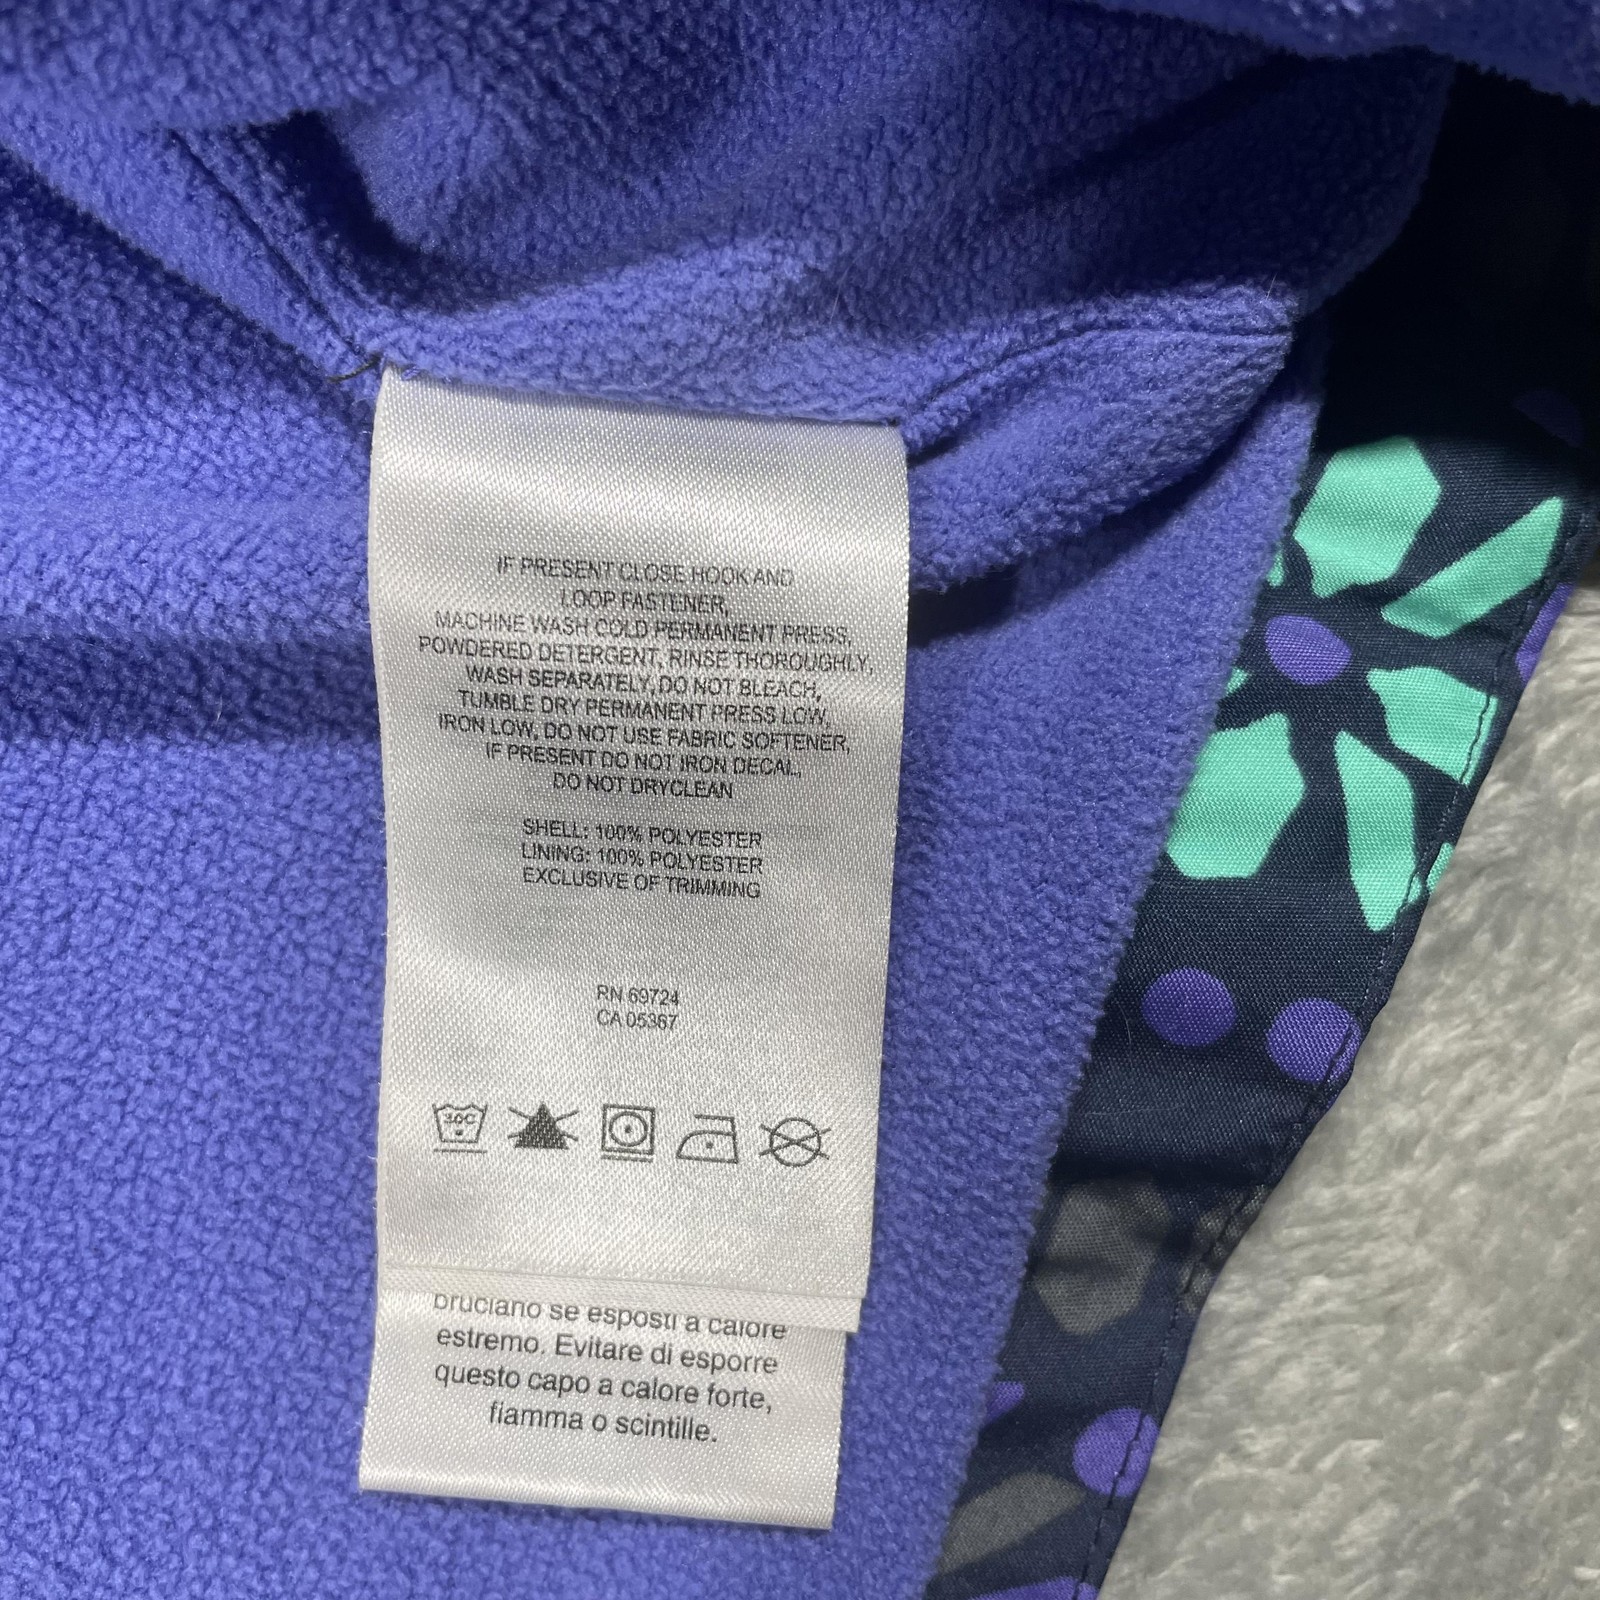 IF PRESENT CLOSE HOOK AND
LOOP FASTENER,
MACHINE WASH COLD PERMANENT PRESS,
POWDERED DETERGENT, RINSE THOROUGHLY,
WASH SEPARATELY, DO NOT BLEACH,
TUMBLE DRY PERMANENT PRESS LOW,
IRON LOW, DO NOT USE FABRIC SOFTENER,
IF PRESENT DO NOT IRON DECAL,
DO NOT DRYCLEAN
SHELL: 100% POLYESTER
LINING: 100% POLYESTER
EXCLUSIVE OF TRIMMING
RN 69724
CA 05367
30C
bruciano se esposti a calore
estremo. Evitare di esporre
questo capo a calore forte,
fiamma o scintille.